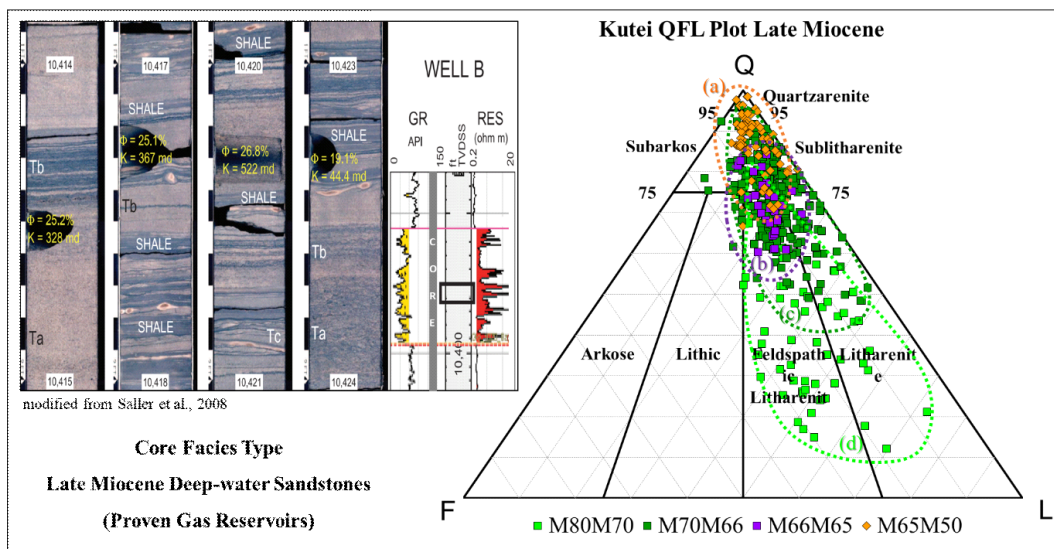 10,414
10,417
SHALE
10,420
10,423
SHALE
SHALE
SHALE
Φ = 25.1%
K = 367 md
Φ = 26.8%
K = 522 md
Φ = 19.1%
K = 44.4 md
Tb
Tb
SHALE
Φ = 25.2%
K = 328 md
SHALE
Tb
SHALE
Ta
Tc
Ta
10,415
10,418
10,421
10,424
WELL B
GR
API
RES
(ohm m)
0
150
ft
TVDSS
0.2
20
C
O
R
E
10,400
modified from Saller et al., 2008
Core Facies Type
Late Miocene Deep-water Sandstones
(Proven Gas Reservoirs)
Kutei QFL Plot Late Miocene
Q
(a)
Quartzarenite
95
95
Subarkos
Sublitharenite
75
75
(b)
(c)
Arkose
Lithic
Feldspath
ic
Litharenit
Litharenit
e
(d)
F
L
M80M70
M70M66
M66M65
M65M50